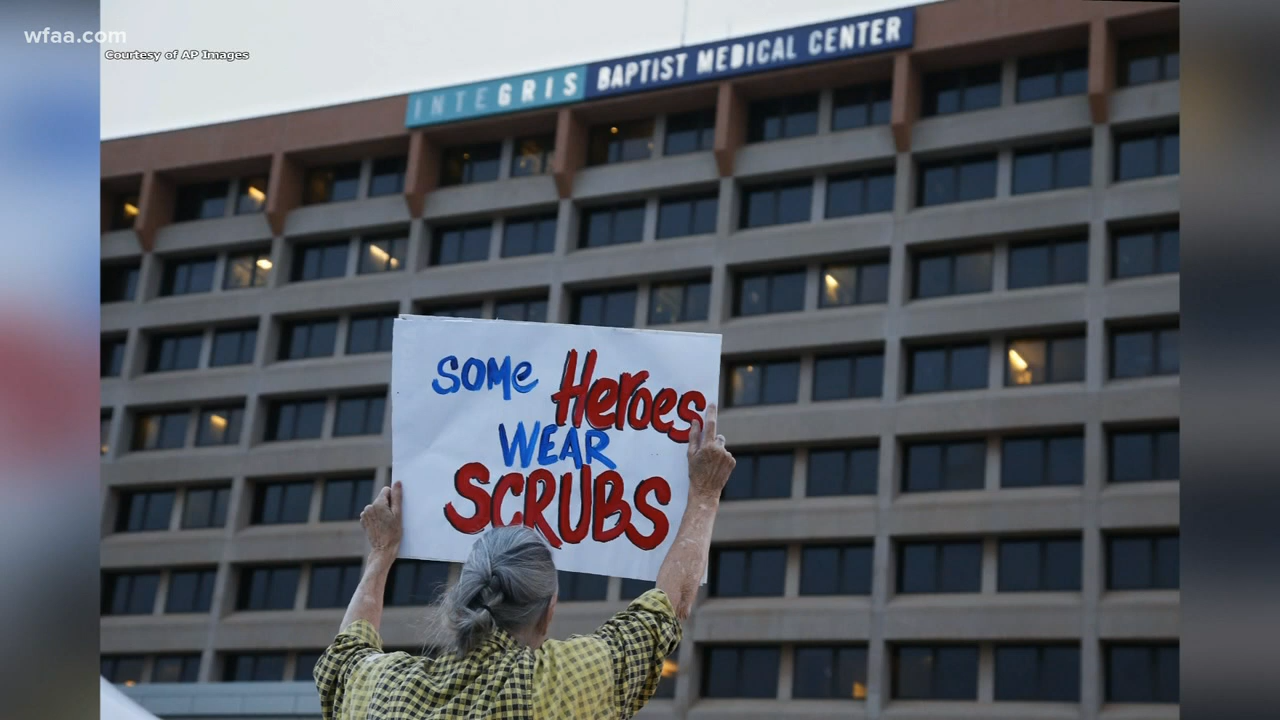 wfaa.com
Courtesy of AP Images
INTEGRIS BAPTIST MEDICAL CENTER
SOMe Heroes
WEAR
SCRUBS